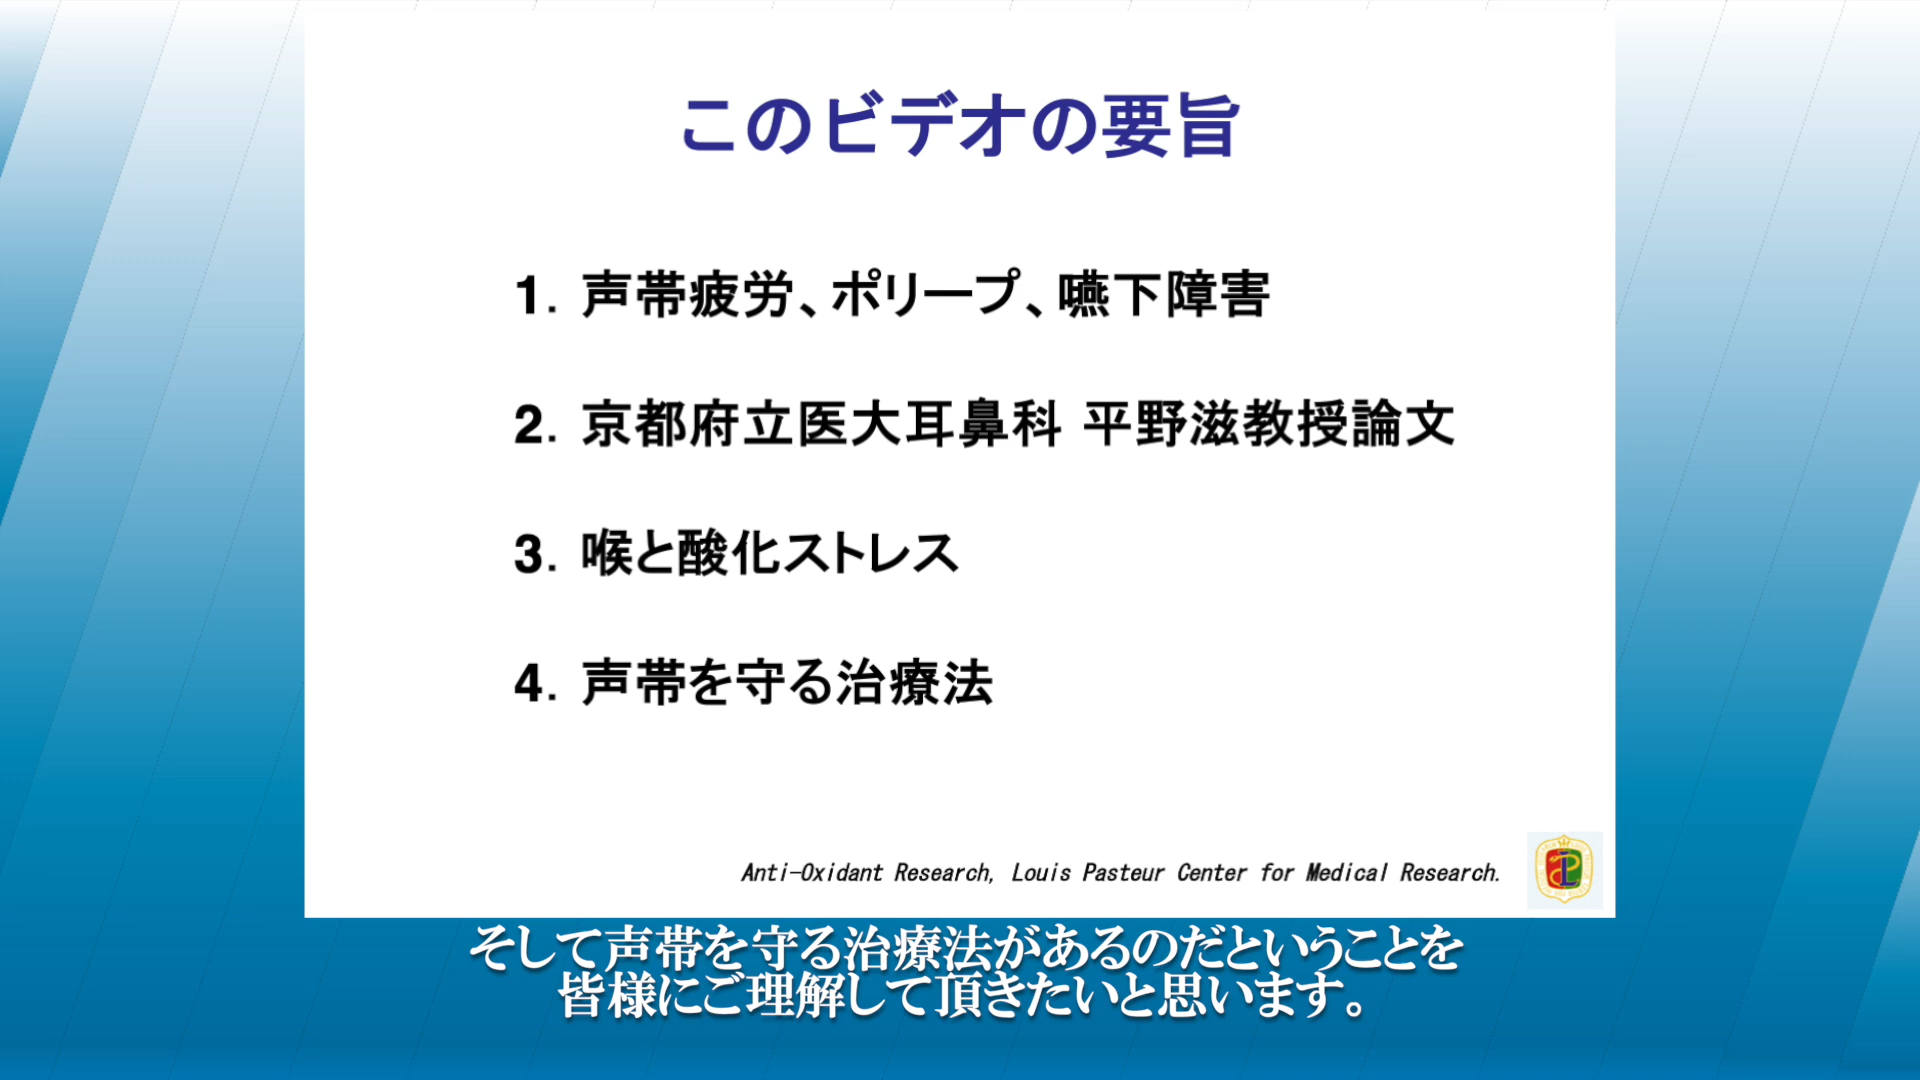 このビデオの要旨
1. 声帯疲労、ポリープ、嚥下障害
2. 京都府立医大耳鼻科 平野滋教授論文
3. 喉と酸化ストレス
4. 声帯を守る治療法
Anti-Oxidant Research, Louis Pasteur Center for Medical Research.
そして声帯を守る治療法があるのだということを
皆様にご理解して頂きたいと思います。